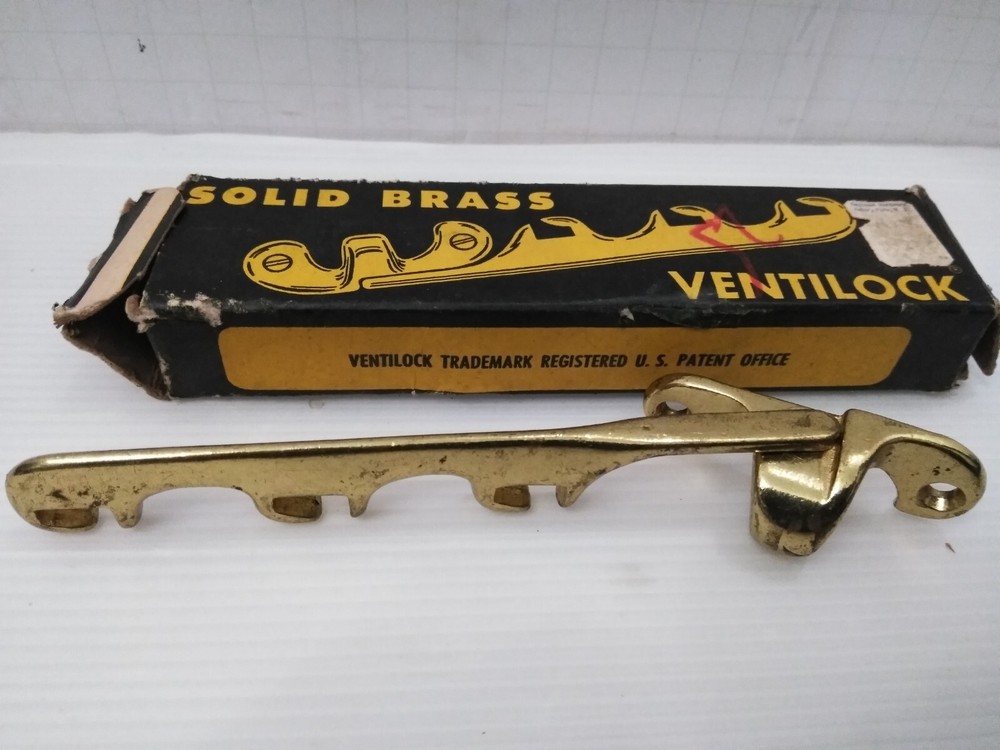 SOLID BRASS
VENTILOCK®
VENTILOCK TRADEMARK REGISTERED U. S. PATENT OFFICE